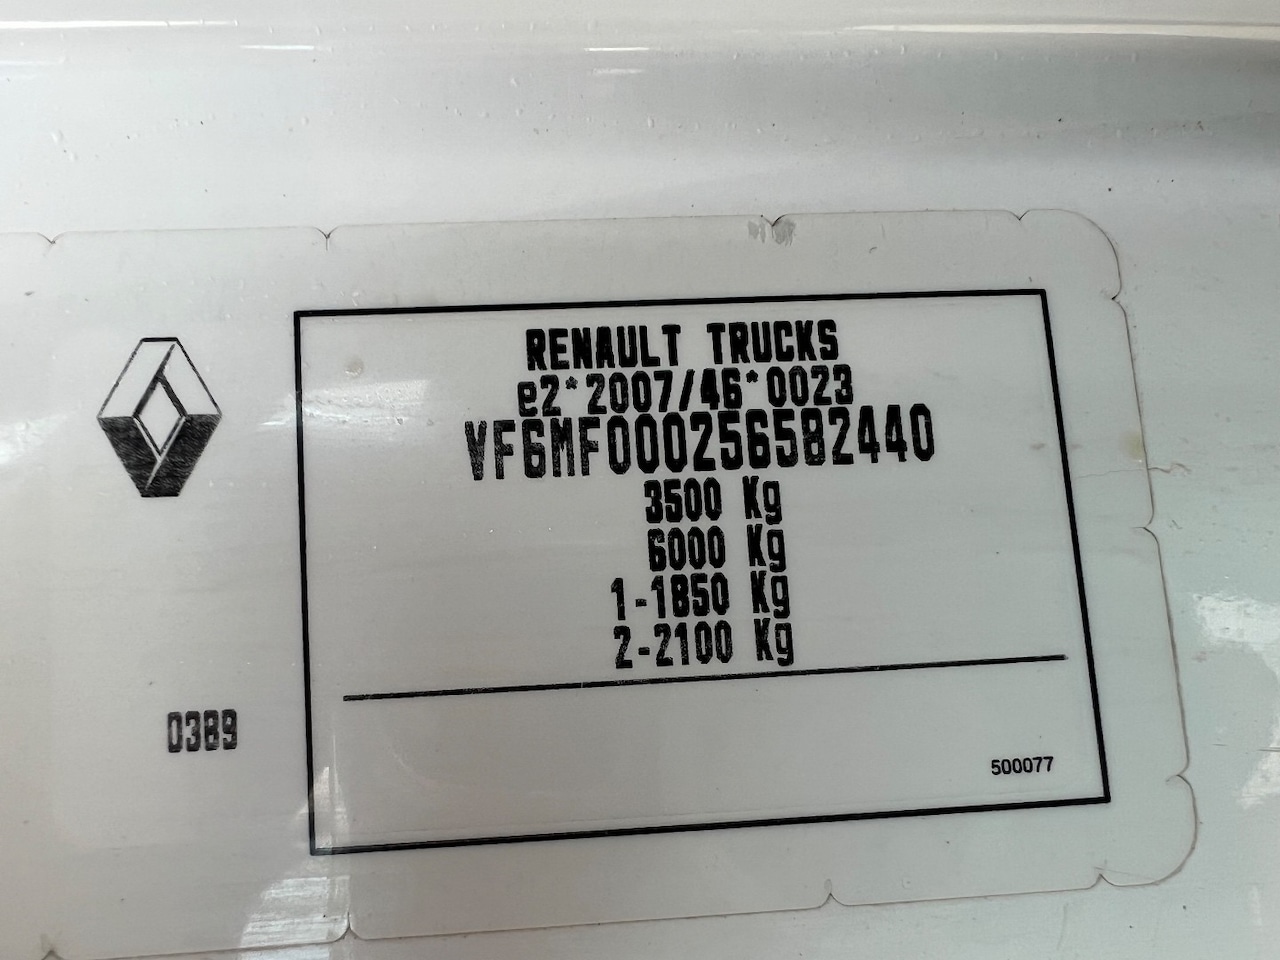 RENAULT TRUCKS
e2*2007/46*0023
VF6MF000256582440
3500 Kg
6000 Kg
1-1850 Kg
2-2100 Kg
0389
500077